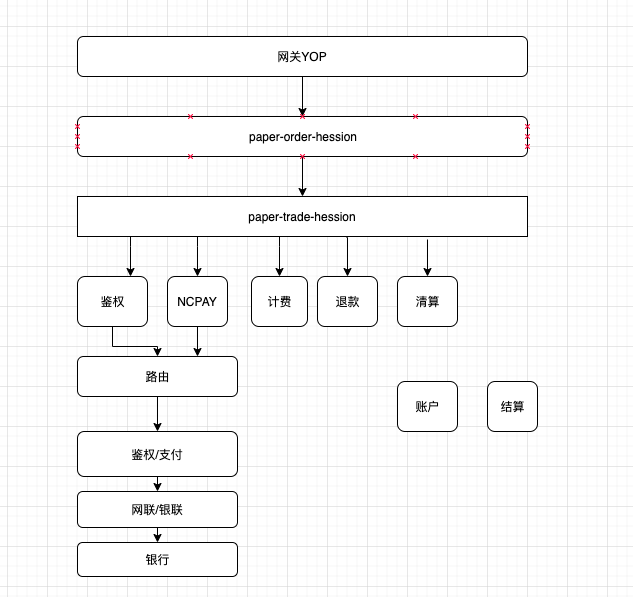 网关YOP
paper-order-hession
paper-trade-hession
鉴权
NCPAY
计费
退款
清算
路由
账户
结算
鉴权/支付
网联/银联
银行